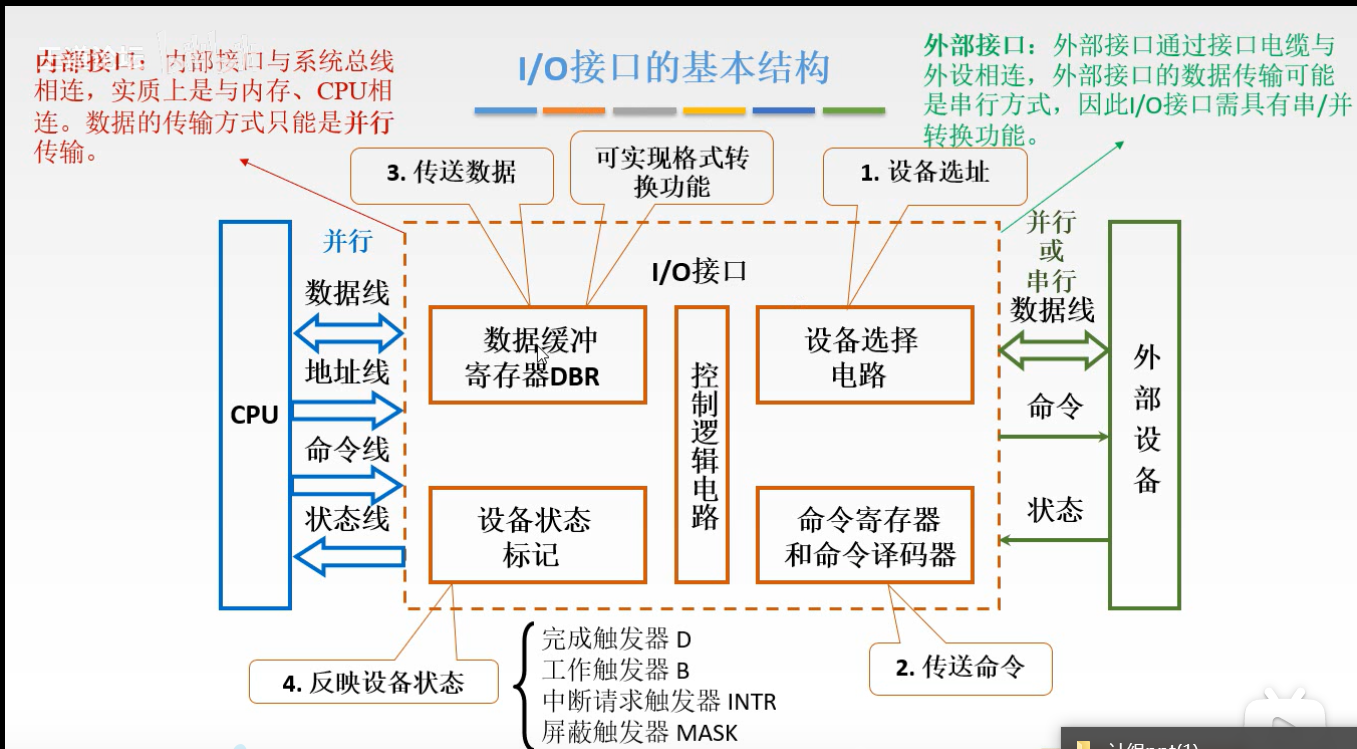 I/O接口的基本结构
内部接口：内部接口与系统总线
相连，实质上是与内存、CPU相
连。数据的传输方式只能是并行
传输。
外部接口：外部接口通过接口电缆与
外设相连，外部接口的数据传输可能
是串行方式，因此I/O接口需具有串/并
转换功能。
3. 传送数据
可实现格式转
换功能
1. 设备选址
并行
数据线
地址线
命令线
状态线
CPU
I/O接口
数据缓冲
寄存器DBR
控制逻辑电路
设备选择
电路
设备状态
标记
命令寄存器
和命令译码器
并行
或
串行
数据线
命令
状态
外部设备
4. 反映设备状态
完成触发器 D
工作触发器 B
中断请求触发器 INTR
屏蔽触发器 MASK
2. 传送命令